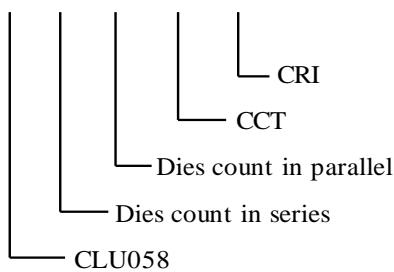 CRI
CCT
Dies count in parallel
Dies count in series
CLU058